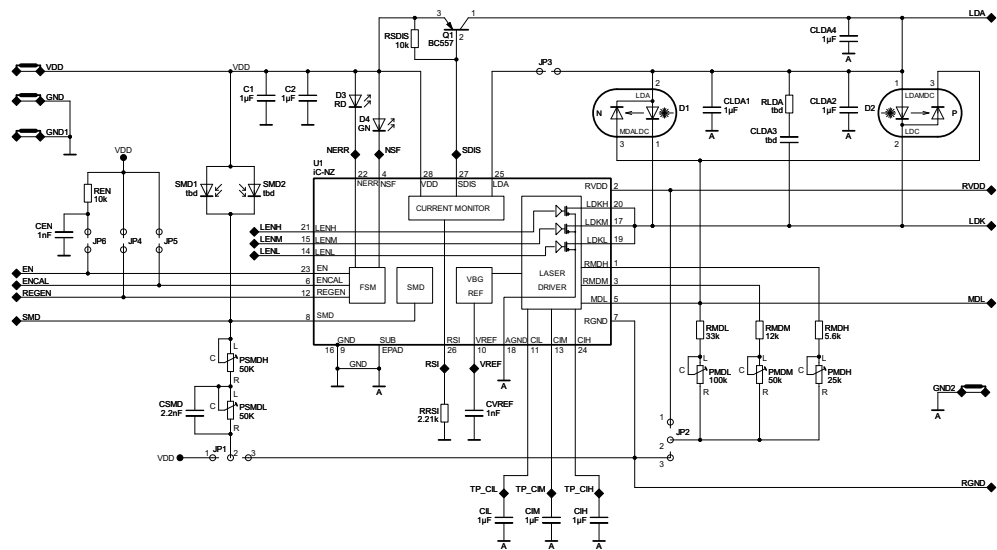 3 1 LDA
RSDIS 10k
Q1 BC557
2
CLDA4 1µF
A
VDD VDD
JP3
2 1 3
GND
C1 1µF
C2 1µF
D3 RD
LDA D1
CLDA1 1µF
RLDA tbd
CLDA2 1µF
LDAMDC
D2
N P
D4 GN
MDALDC
LDC
A A
GND1
3 1
CLDA3 tbd
2
VDD
NERR NSF SDIS
U1 iC-NZ
22 4 28 27 25
NERR NSF VDD SDIS LDA
RVDD 2 RVDD
SMD1 tbd
SMD2 tbd
REN 10k
CURRENT MONITOR
LDKH 20
LDKM 17 LDK
LDKL 19
CEN 1nF
JP6 JP4 JP5
LENH 21 LENH
LENM 15 LENM
LENL 14 LENL
RMDH 1
EN 23 EN
ENCAL 6 ENCAL
REGEN 12 REGEN
FSM
SMD
VBG REF
LASER DRIVER
RMDM 3
MDL 5 MDL
SMD 8 SMD
RGND 7
GND SUB EPAD RSI VREF AGND CIL CIM CIH
16 9 26 10 18 11 13 24
RMDL 33k
RMDM 12k
RMDH 5.6k
GND
RSI VREF
A
L C PSMDH 50K R
L C PMDL 100k R
L C PMDM 50k R
L C PMDH 25k R
GND2
A
CSMD 2.2nF
L C PSMDL 50K R
RRSI 2.21k
CVREF 1nF
1 2 3 JP2
VDD 1 JP1 2 3
TP_CIL TP_CIM TP_CIH
RGND
CIL 1µF
CIM 1µF
CIH 1µF
A A A